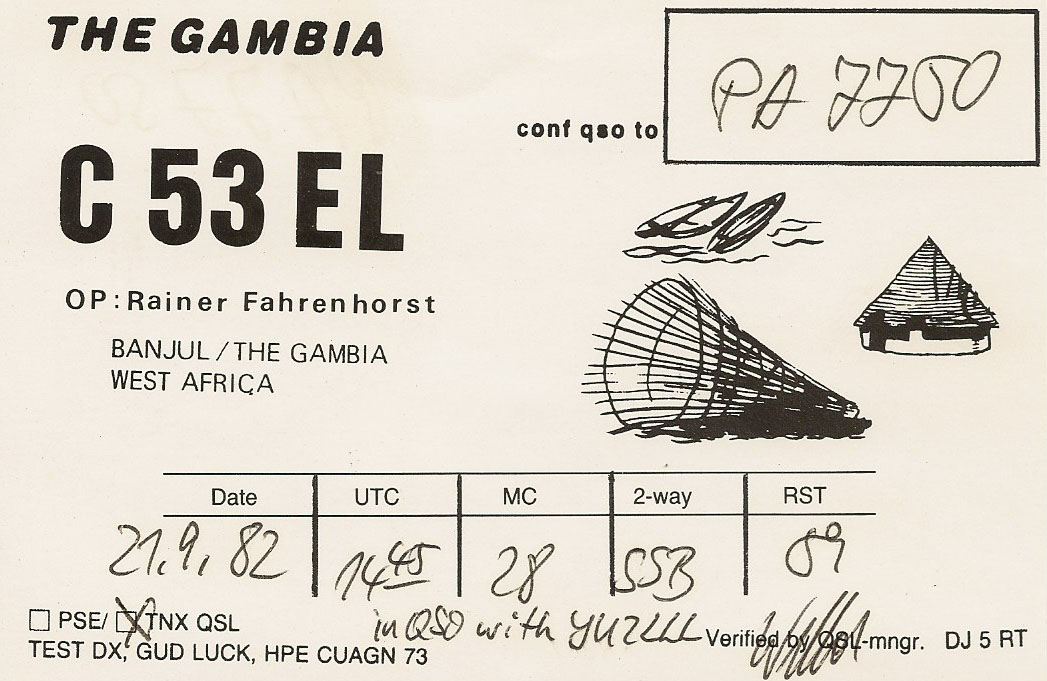 THE GAMBIA
conf qso to PA 7750
C 53 EL
OP: Rainer Fahrenhorst
BANJUL / THE GAMBIA
WEST AFRICA
Date UTC MC 2-way RST
21.9.82 1445 28 SSB 59
PSE/ TNX QSL in QSO with YU2LLL
Verified by QSL-mngr. DJ 5 RT
TEST DX, GUD LUCK, HPE CUAGN 73